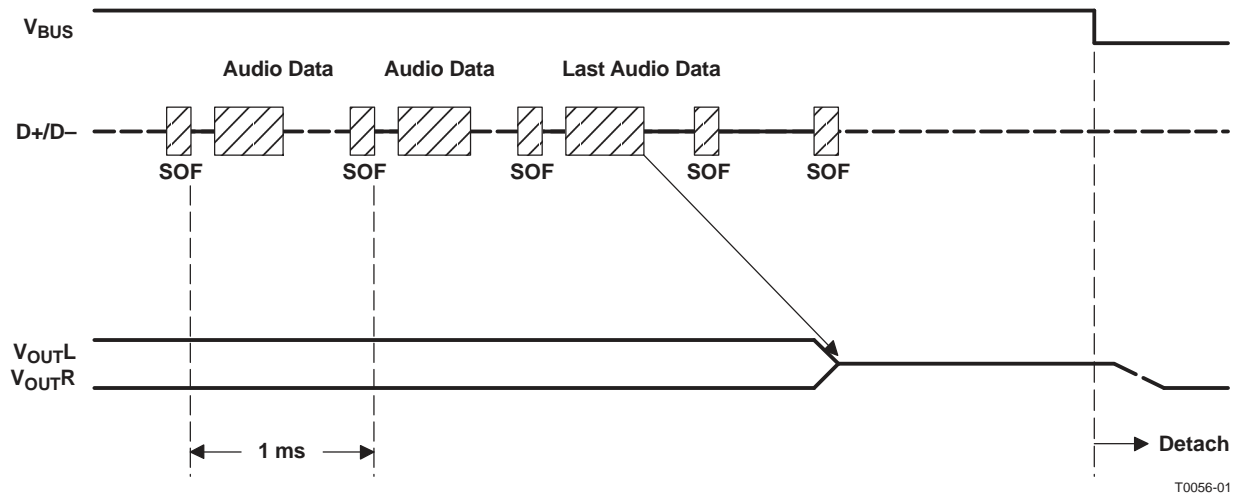 VBUS
Audio Data
Audio Data
Last Audio Data
D+/D–
SOF
SOF
SOF
SOF
SOF
VOUTL
VOUTR
1 ms
Detach
T0056-01